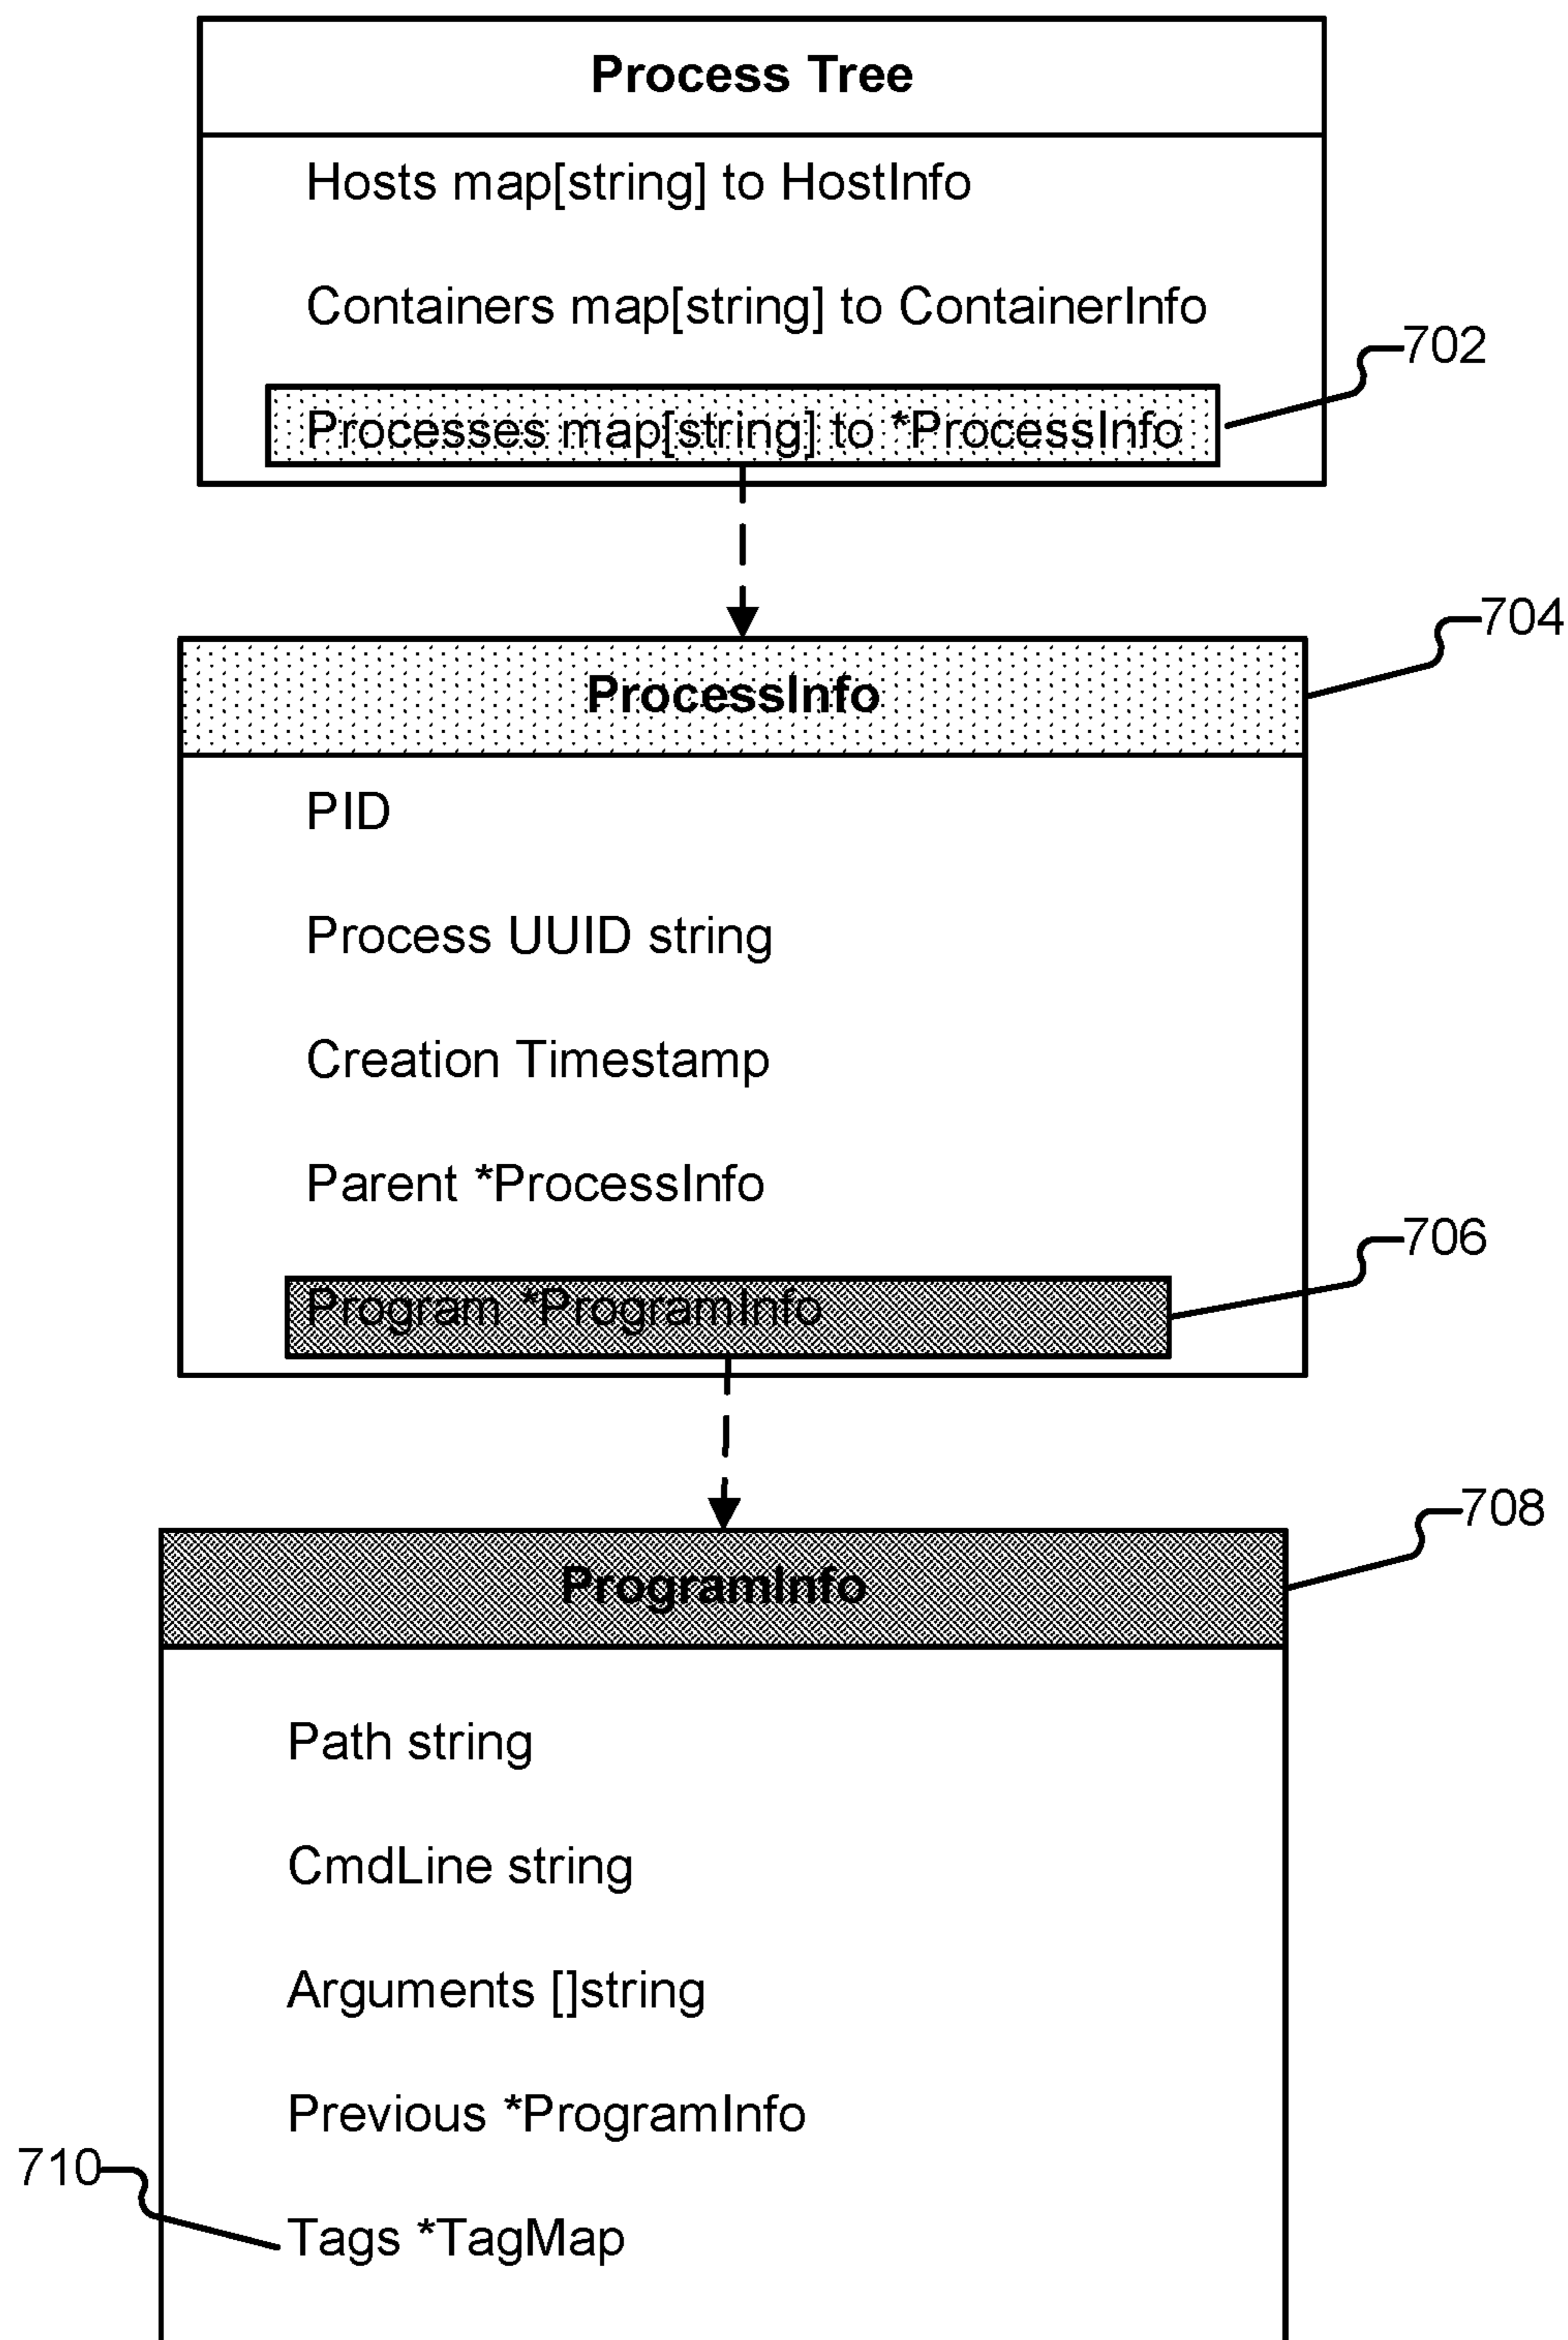 Process Tree
Hosts map[string] to HostInfo
Containers map[string] to ContainerInfo
702
Processes map[string] to *ProcessInfo
704
ProcessInfo
PID
Process UUID string
Creation Timestamp
Parent *ProcessInfo
706
Program *ProgramInfo
708
ProgramInfo
Path string
CmdLine string
Arguments []string
Previous *ProgramInfo
710
Tags *TagMap